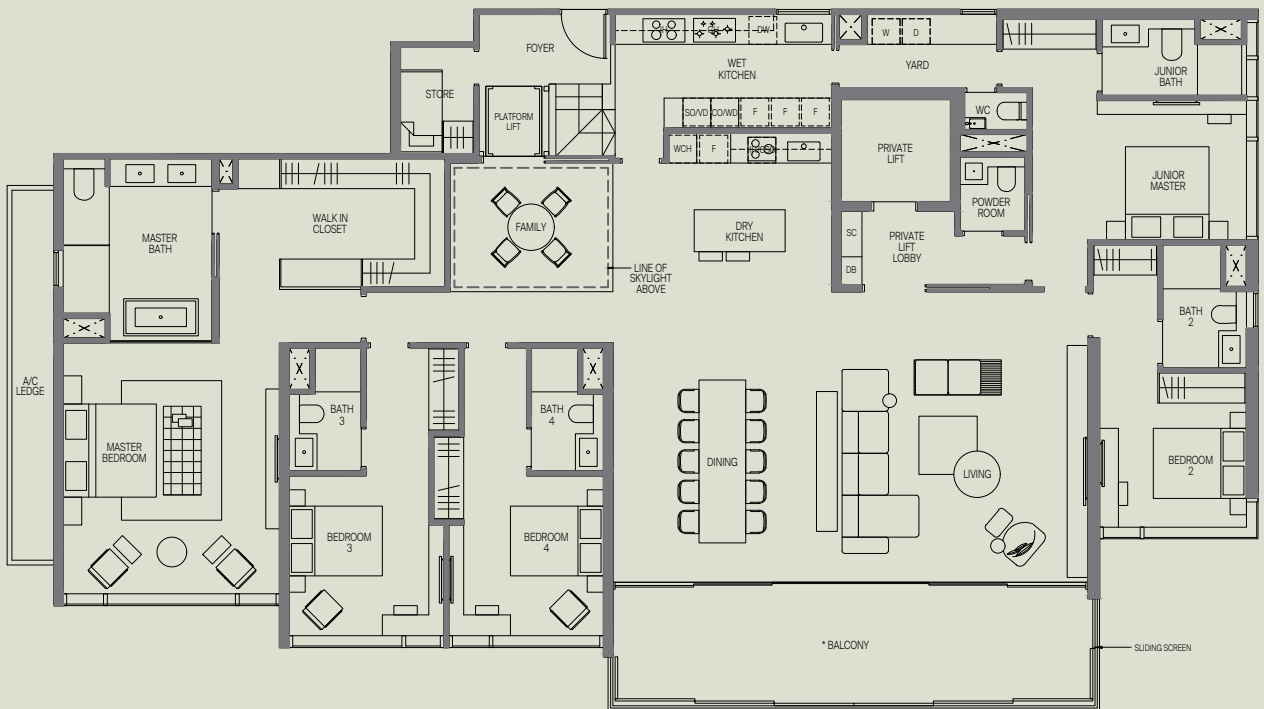 FOYER
DW
W
D
WET
KITCHEN
YARD
JUNIOR
BATH
STORE
PLATFORM
LIFT
SO/VD
CO/WD
F
F
F
WC
WCH
F
PRIVATE
LIFT
JUNIOR
MASTER
POWDER
ROOM
WALK IN
CLOSET
FAMILY
DRY
KITCHEN
SC
PRIVATE
LIFT
LOBBY
MASTER
BATH
DB
LINE OF
SKYLIGHT
ABOVE
BATH
2
A/C
LEDGE
BATH
3
BATH
4
MASTER
BEDROOM
DINING
LIVING
BEDROOM
2
BEDROOM
3
BEDROOM
4
* BALCONY
SLIDING SCREEN